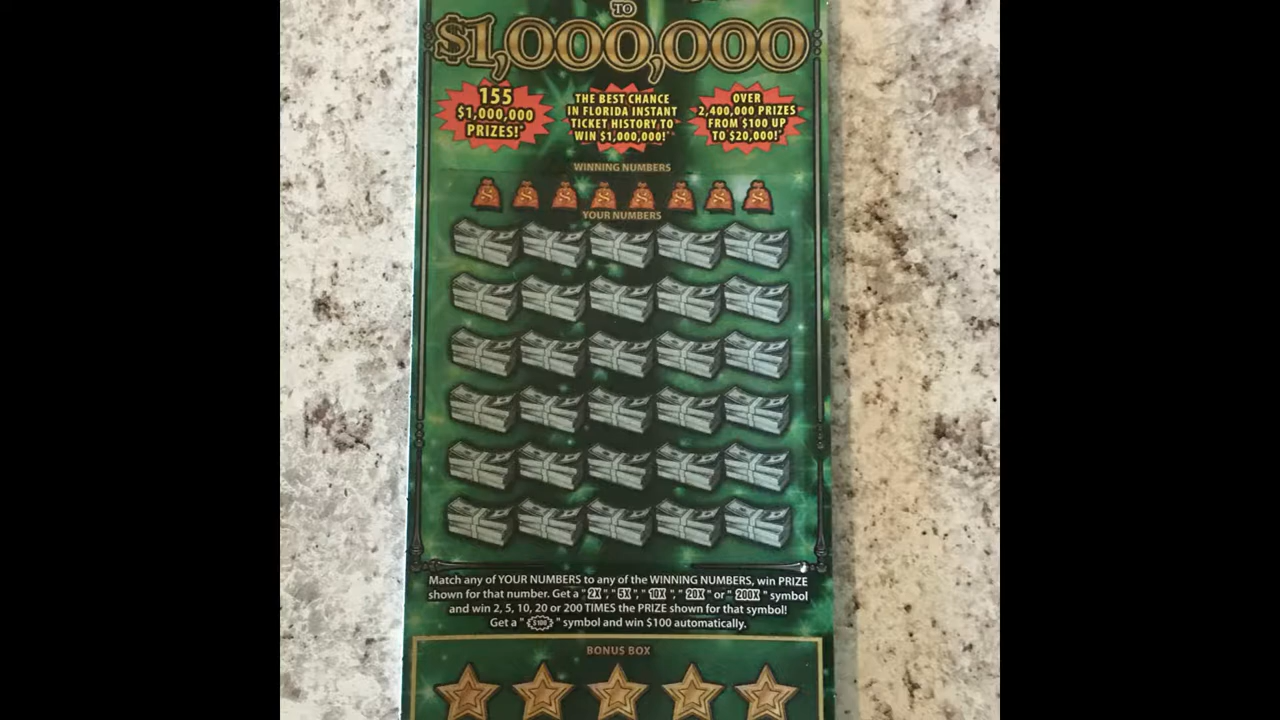 TO
$1,000,000
155
$1,000,000
PRIZES!*
THE BEST CHANCE
IN FLORIDA INSTANT
TICKET HISTORY TO
WIN $1,000,000!*
OVER
2,400,000 PRIZES
FROM $100 UP
TO $20,000!*
WINNING NUMBERS
YOUR NUMBERS
Match any of YOUR NUMBERS to any of the WINNING NUMBERS, win PRIZE
shown for that number. Get a "2X", "5X", "10X", "20X" or "200X" symbol
and win 2, 5, 10, 20 or 200 TIMES the PRIZE shown for that symbol!
Get a "$100" symbol and win $100 automatically.
BONUS BOX